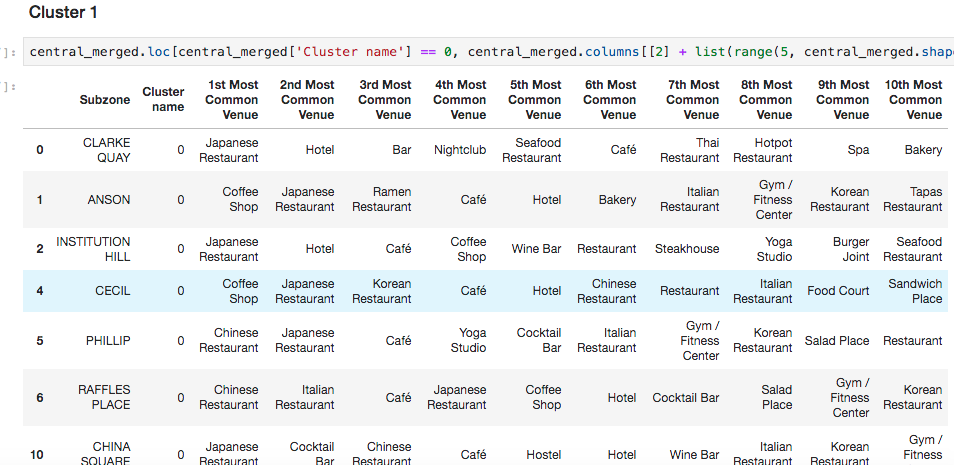 Cluster 1
]: central_merged.loc[central_merged['Cluster name'] == 0, central_merged.columns[[2] + list(range(5, central_merged.shap
]:
Subzone Cluster name 1st Most Common Venue 2nd Most Common Venue 3rd Most Common Venue 4th Most Common Venue 5th Most Common Venue 6th Most Common Venue 7th Most Common Venue 8th Most Common Venue 9th Most Common Venue 10th Most Common Venue
0 CLARKE QUAY 0 Japanese Restaurant Hotel Bar Nightclub Seafood Restaurant Café Thai Restaurant Hotpot Restaurant Spa Bakery
1 ANSON 0 Coffee Shop Japanese Restaurant Ramen Restaurant Café Hotel Bakery Italian Restaurant Gym / Fitness Center Korean Restaurant Tapas Restaurant
2 INSTITUTION HILL 0 Japanese Restaurant Hotel Café Coffee Shop Wine Bar Restaurant Steakhouse Yoga Studio Burger Joint Seafood Restaurant
4 CECIL 0 Coffee Shop Japanese Restaurant Korean Restaurant Café Hotel Chinese Restaurant Restaurant Italian Restaurant Food Court Sandwich Place
5 PHILLIP 0 Chinese Restaurant Japanese Restaurant Café Yoga Studio Cocktail Bar Italian Restaurant Gym / Fitness Center Korean Restaurant Salad Place Restaurant
6 RAFFLES PLACE 0 Chinese Restaurant Italian Restaurant Café Japanese Restaurant Coffee Shop Hotel Cocktail Bar Salad Place Gym / Fitness Center Korean Restaurant
10 CHINA SQUARE 0 Japanese Restaurant Cocktail Bar Chinese Restaurant Café Hostel Hotel Wine Bar Italian Restaurant Korean Restaurant Gym / Fitness